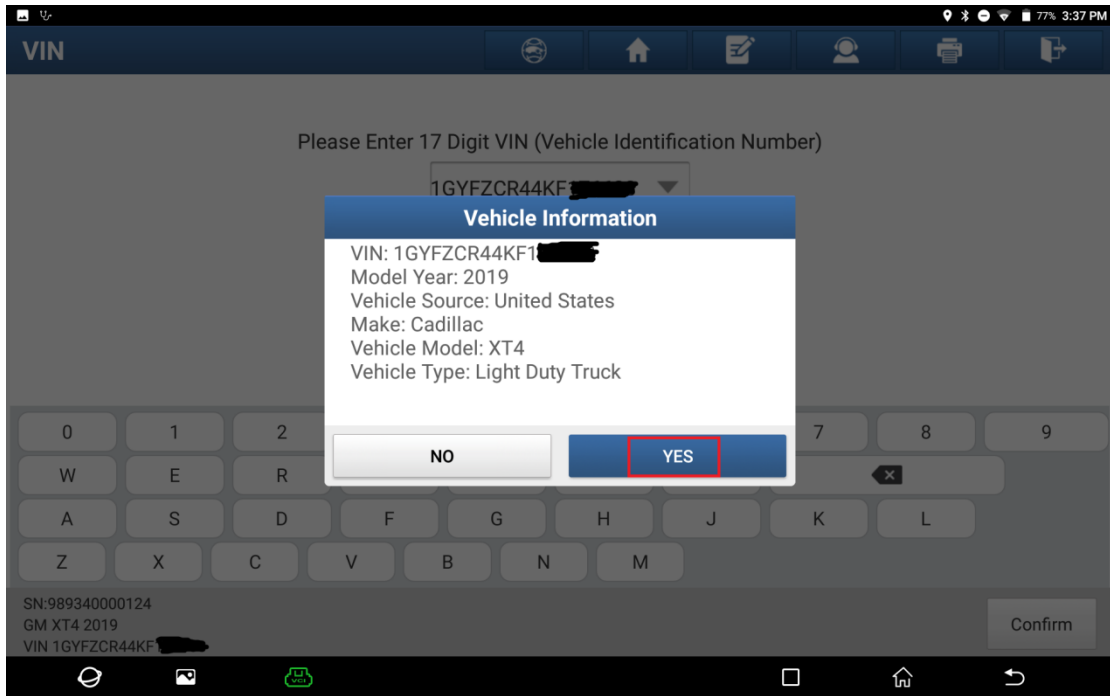 77% 3:37 PM
VIN
Please Enter 17 Digit VIN (Vehicle Identification Number)
1GYFZCR44KF
Vehicle Information
VIN: 1GYFZCR44KF1
Model Year: 2019
Vehicle Source: United States
Make: Cadillac
Vehicle Model: XT4
Vehicle Type: Light Duty Truck
NO YES
0 1 2 7 8 9
W E R
A S D F G H J K L
Z X C V B N M
SN:989340000124
GM XT4 2019
VIN 1GYFZCR44KF
Confirm
VCI